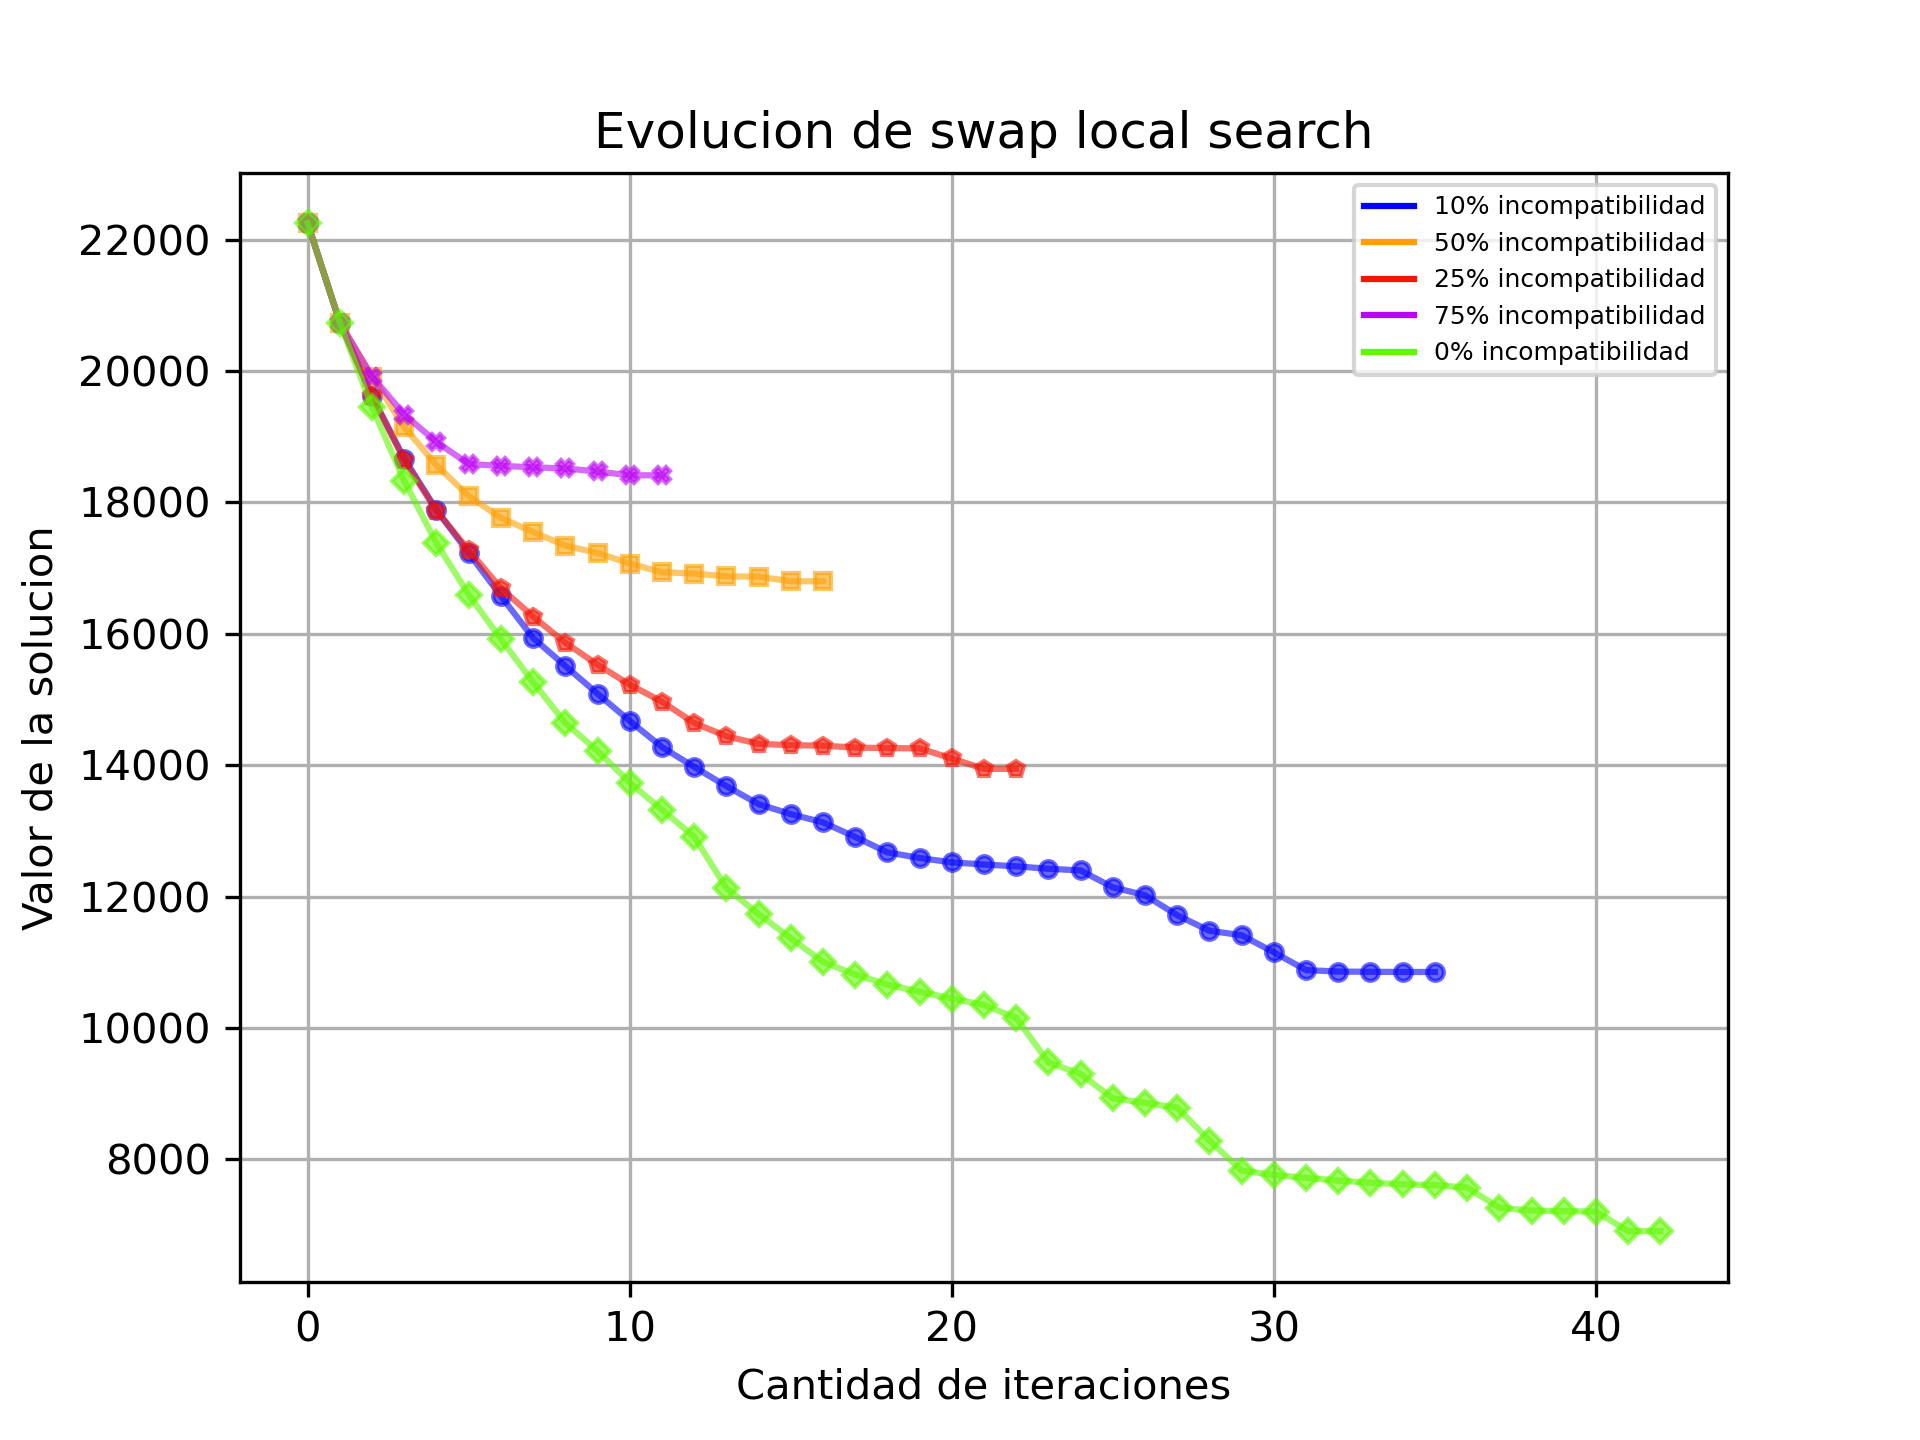 Evolucion de swap local search
10% incompatibilidad
50% incompatibilidad
25% incompatibilidad
75% incompatibilidad
0% incompatibilidad
Valor de la solucion
22000
20000
18000
16000
14000
12000
10000
8000
0 10 20 30 40
Cantidad de iteraciones